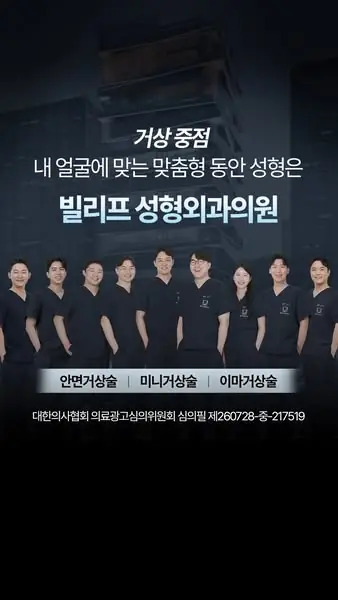 거상 중점
내 얼굴에 맞는 맞춤형 동안 성형은
빌리프 성형외과의원
안면거상술 | 미니거상술 | 이마거상술
대한의사협회 의료광고심의위원회 심의필 제260728-중-217519